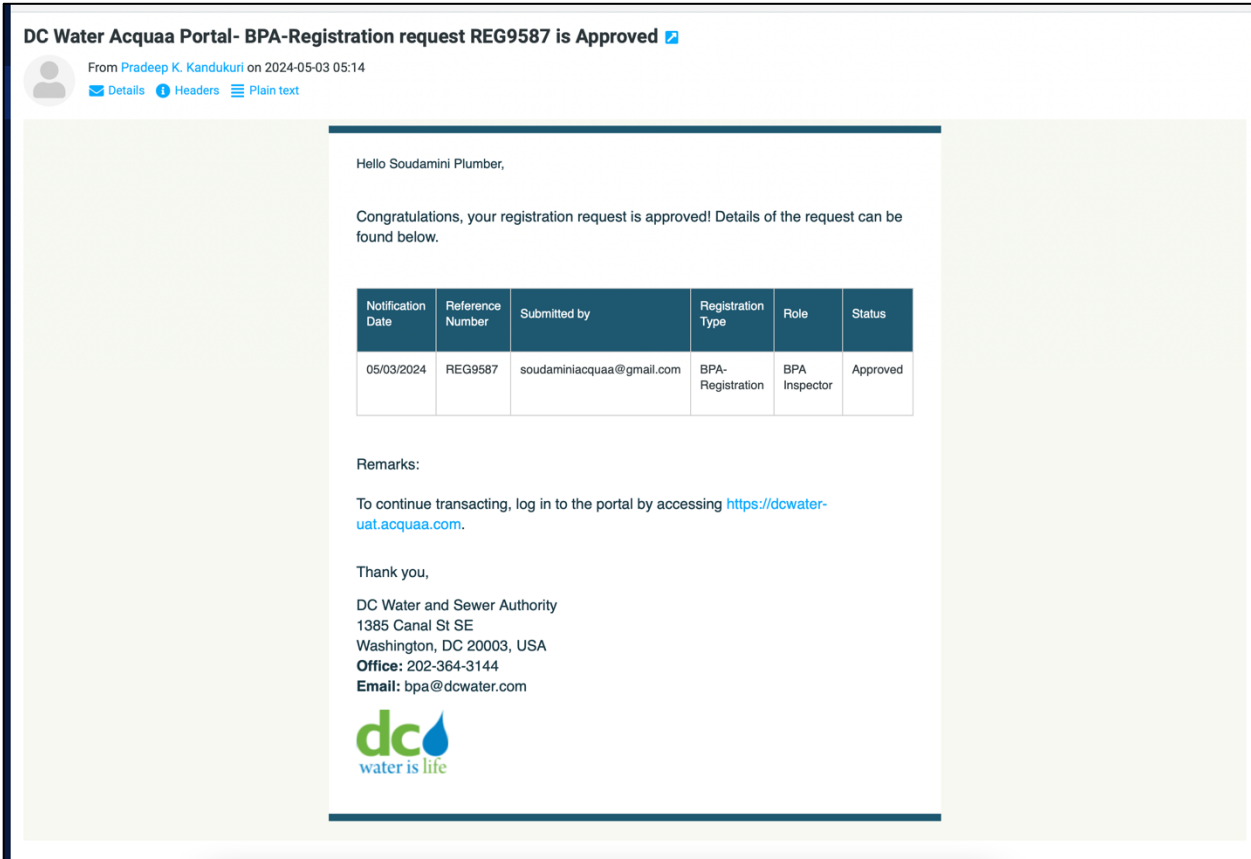 DC Water Acquaa Portal- BPA-Registration request REG9587 is Approved
From Pradeep K. Kandukuri on 2024-05-03 05:14
Details Headers Plain text
Hello Soudamini Plumber,
Congratulations, your registration request is approved! Details of the request can be
found below.
Notification Date Reference Number Submitted by Registration Type Role Status
05/03/2024 REG9587 soudaminiacquaa@gmail.com BPA-Registration BPA Inspector Approved
Remarks:
To continue transacting, log in to the portal by accessing https://dcwater-
uat.acquaa.com.
Thank you,
DC Water and Sewer Authority
1385 Canal St SE
Washington, DC 20003, USA
Office: 202-364-3144
Email: bpa@dcwater.com
dc
water is life